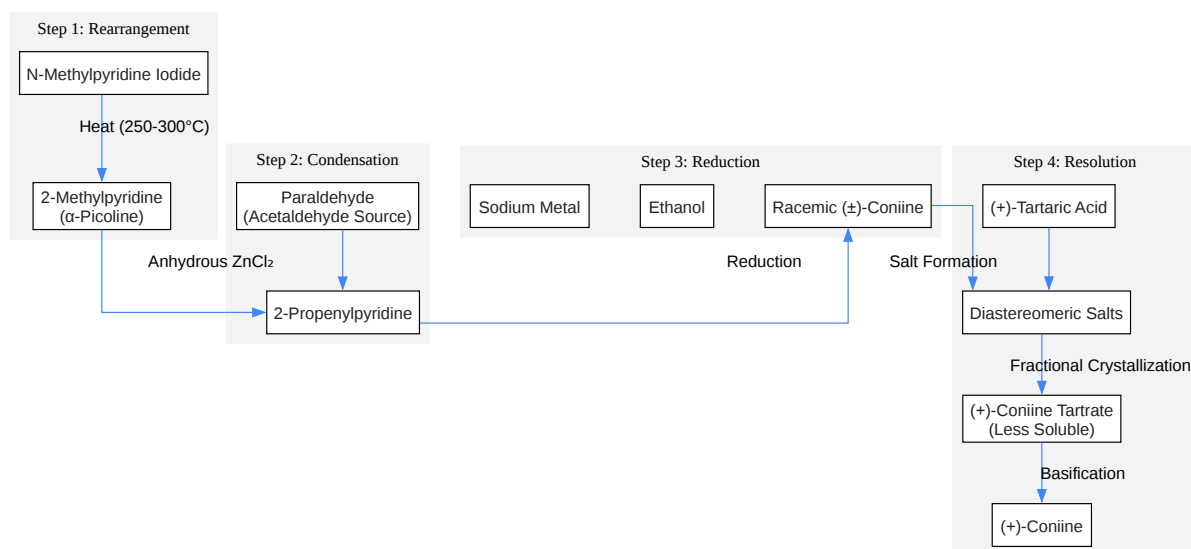 Step 1: Rearrangement
N-Methylpyridine Iodide
Heat (250-300°C)
2-Methylpyridine
(α-Picoline)
Anhydrous ZnCl₂
Step 2: Condensation
Paraldehyde
(Acetaldehyde Source)
2-Propenylpyridine
Step 3: Reduction
Sodium Metal
Ethanol
Racemic (±)-Coniine
Reduction
Salt Formation
Step 4: Resolution
(+)-Tartaric Acid
Diastereomeric Salts
Fractional Crystallization
(+)-Coniine Tartrate
(Less Soluble)
Basification
(+)-Coniine